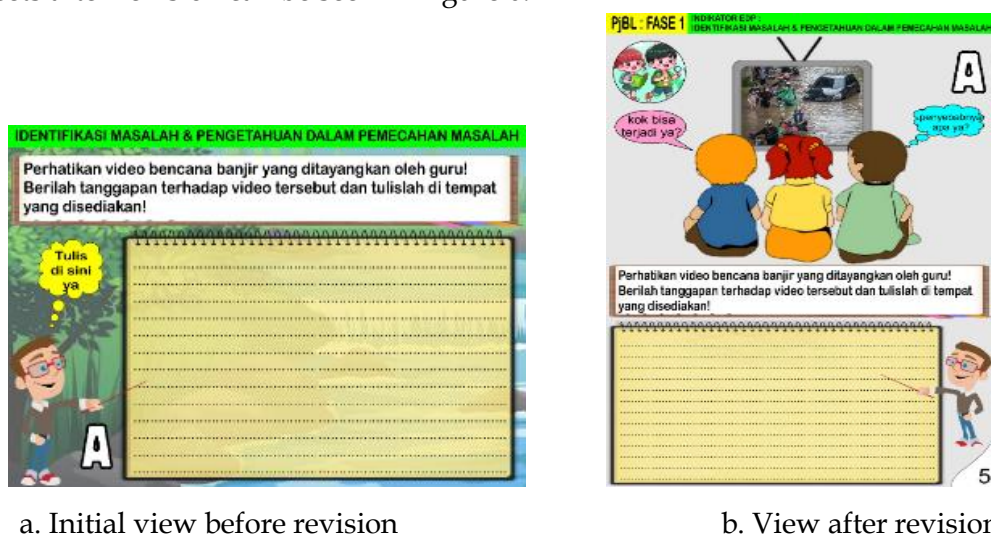 IDENTIFIKASI MASALAH & PENGETAHUAN DALAM PEMECAHAN MASALAH
Perhatikan video bencana banjir yang ditayangkan oleh guru!
Berilah tanggapan terhadap video tersebut dan tulislah di tempat
yang disediakan!
Tulis
di sini
ya
A
a. Initial view before revision
PjBL : FASE 1
INDIKATOR EDP :
IDENTIFIKASI MASALAH & PENGETAHUAN DALAM PEMECAHAN MASALAH
A
kok bisa
terjadi ya?
penyebabnya
apa ya?
Perhatikan video bencana banjir yang ditayangkan oleh guru!
Berilah tanggapan terhadap video tersebut dan tulislah di tempat
yang disediakan!
5
b. View after revision